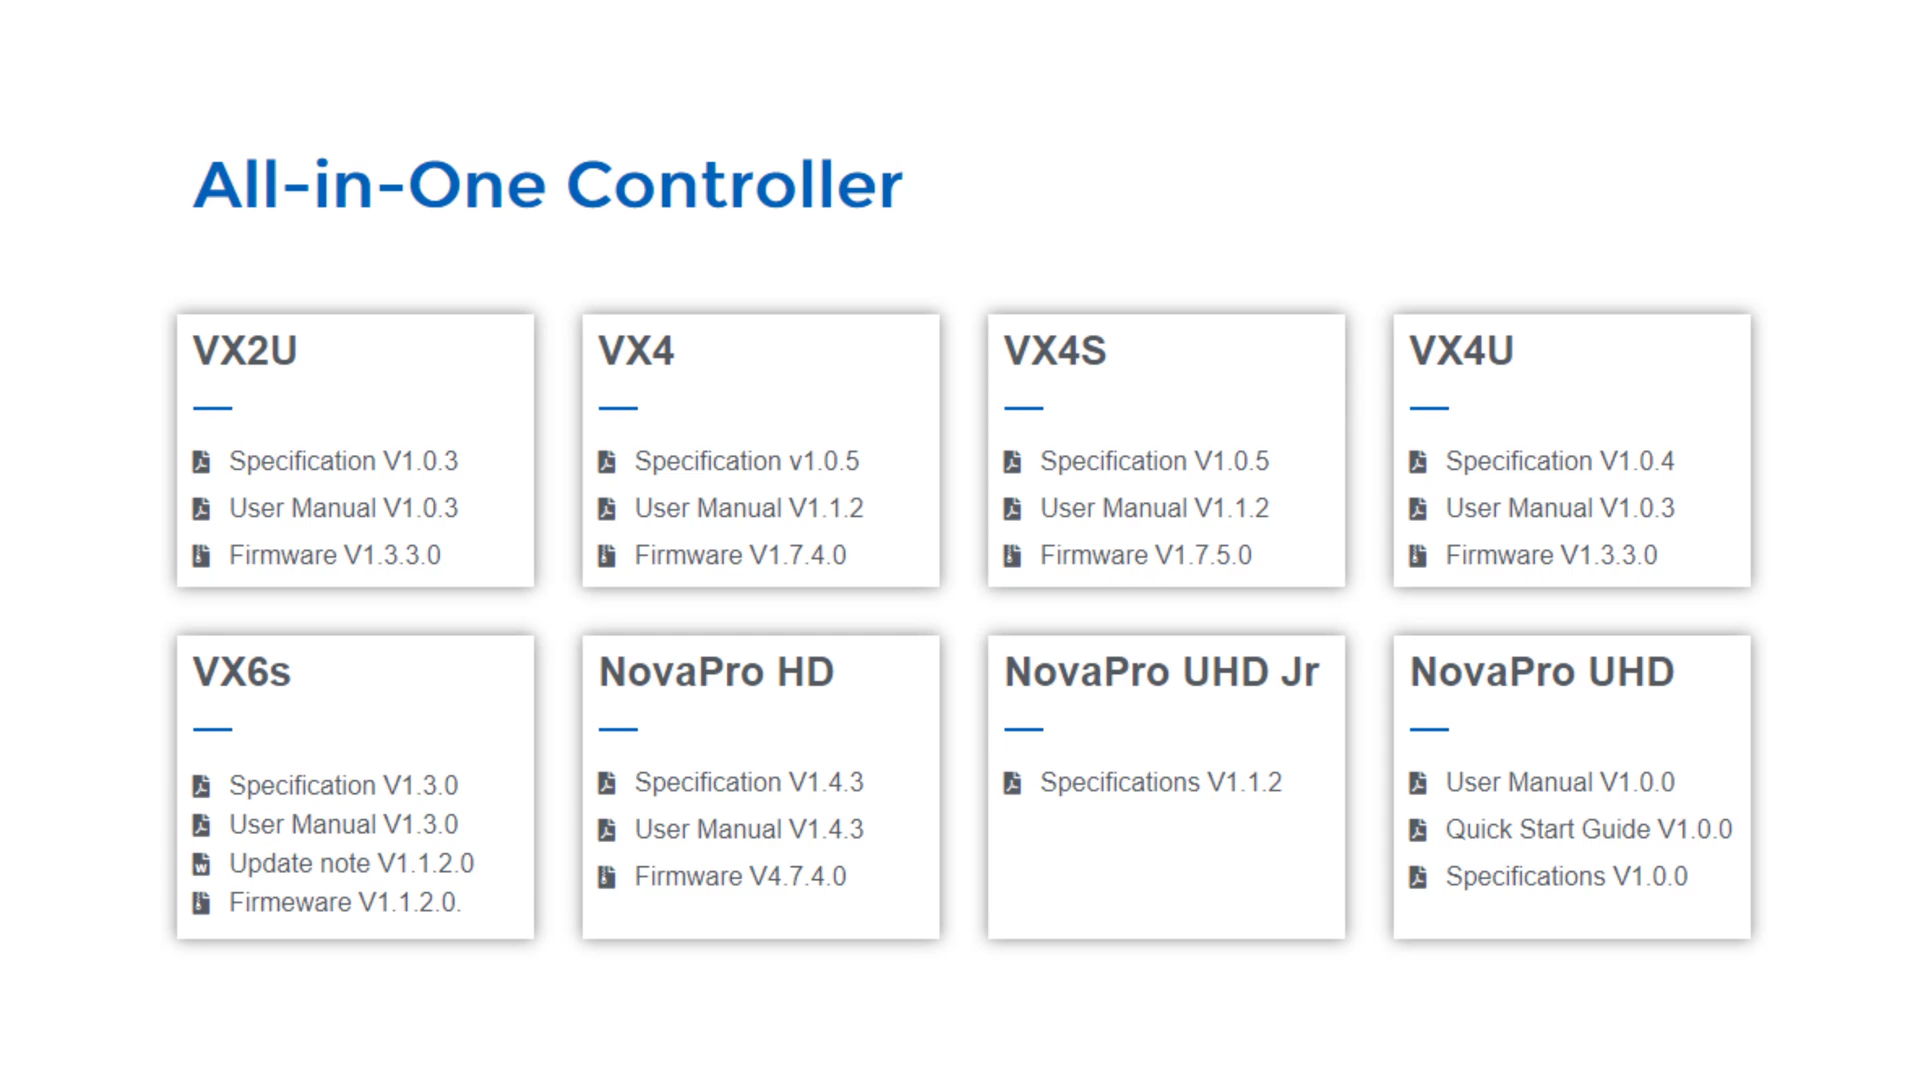 All-in-One Controller
VX2U
Specification V1.0.3
User Manual V1.0.3
Firmware V1.3.3.0
VX4
Specification v1.0.5
User Manual V1.1.2
Firmware V1.7.4.0
VX4S
Specification V1.0.5
User Manual V1.1.2
Firmware V1.7.5.0
VX4U
Specification V1.0.4
User Manual V1.0.3
Firmware V1.3.3.0
VX6s
Specification V1.3.0
User Manual V1.3.0
Update note V1.1.2.0
Firmeware V1.1.2.0.
NovaPro HD
Specification V1.4.3
User Manual V1.4.3
Firmware V4.7.4.0
NovaPro UHD Jr
Specifications V1.1.2
NovaPro UHD
User Manual V1.0.0
Quick Start Guide V1.0.0
Specifications V1.0.0